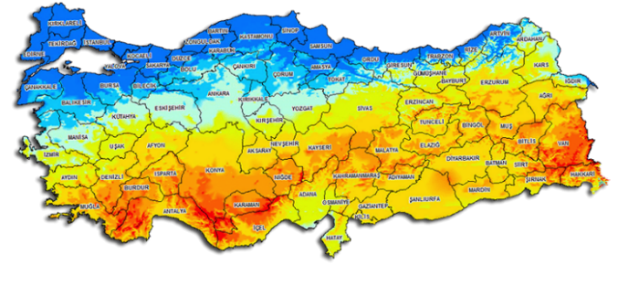 KIRKLARELİ
EDİRNE
TEKİRDAĞ
İSTANBUL
KOCAELİ
YALOVA
SAKARYA
DÜZCE
BOLU
ZONGULDAK
BARTIN
KARABÜK
KASTAMONU
SİNOP
SAMSUN
ÇANKIRI
ÇORUM
AMASYA
TOKAT
ORDU
GİRESUN
TRABZON
RİZE
ARTVİN
ARDAHAN
KARS
IĞDIR
GÜMÜŞHANE
BAYBURT
ERZURUM
AĞRI
ÇANAKKALE
BALIKESİR
BURSA
BİLECİK
ESKİŞEHİR
KÜTAHYA
ANKARA
KIRIKKALE
YOZGAT
KIRŞEHİR
SİVAS
ERZİNCAN
TUNCELİ
BİNGÖL
MUŞ
BİTLİS
VAN
MANİSA
İZMİR
UŞAK
AFYON
AKSARAY
NEVŞEHİR
KAYSERİ
MALATYA
ELAZIĞ
DİYARBAKIR
BATMAN
SİİRT
ŞIRNAK
HAKKARİ
AYDIN
DENİZLİ
BURDUR
ISPARTA
KONYA
NİĞDE
KAHRAMANMARAŞ
ADIYAMAN
MARDİN
ŞANLIURFA
MUĞLA
ANTALYA
KARAMAN
İÇEL
ADANA
OSMANİYE
GAZİANTEP
KİLİS
HATAY